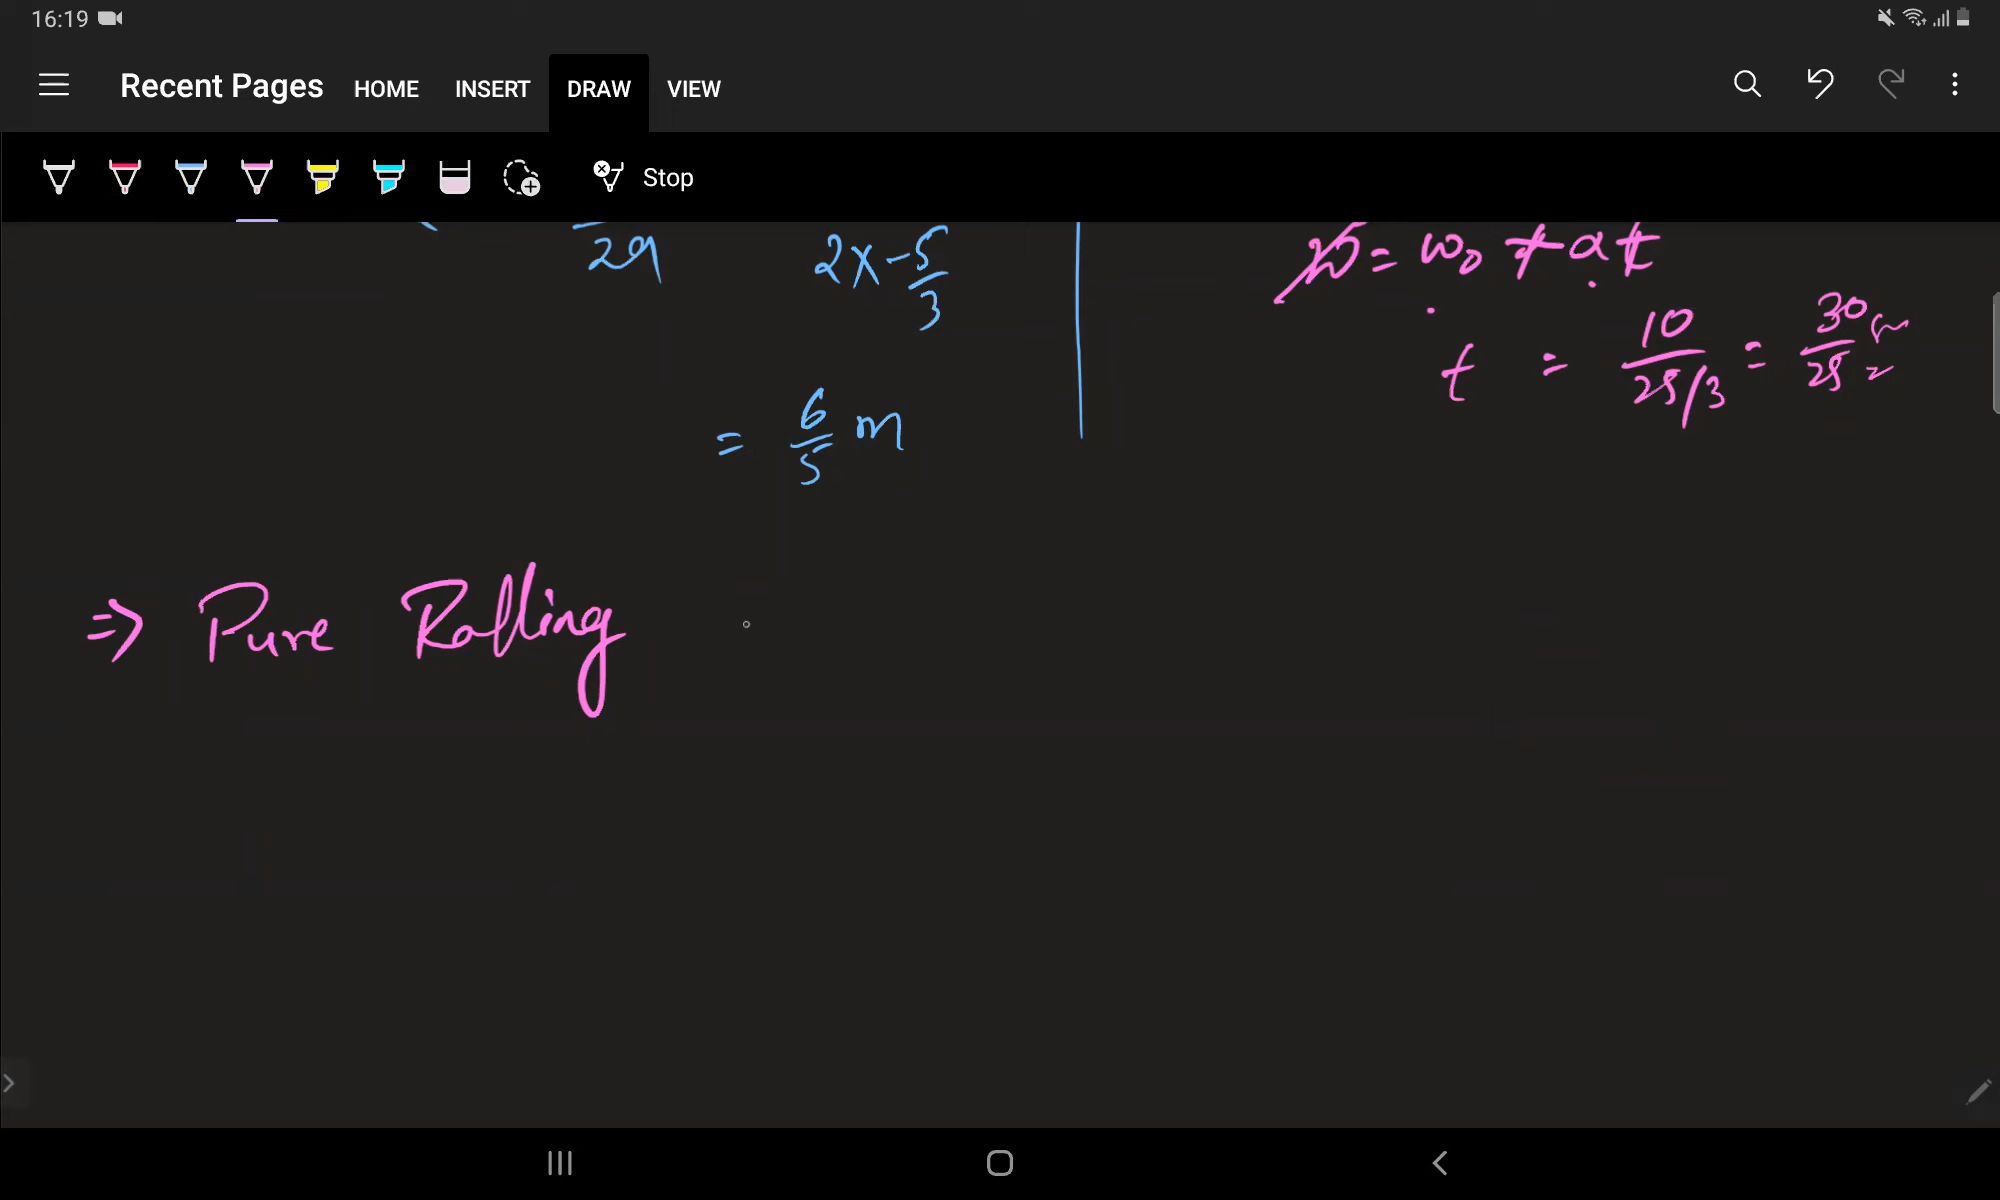 16:19
Recent Pages HOME INSERT DRAW VIEW
Stop
2a
2x-5/3
= 6/5 m
ω = ω₀ + αt
t = 10/(25/3) = 30/25
⇒ Pure Rolling